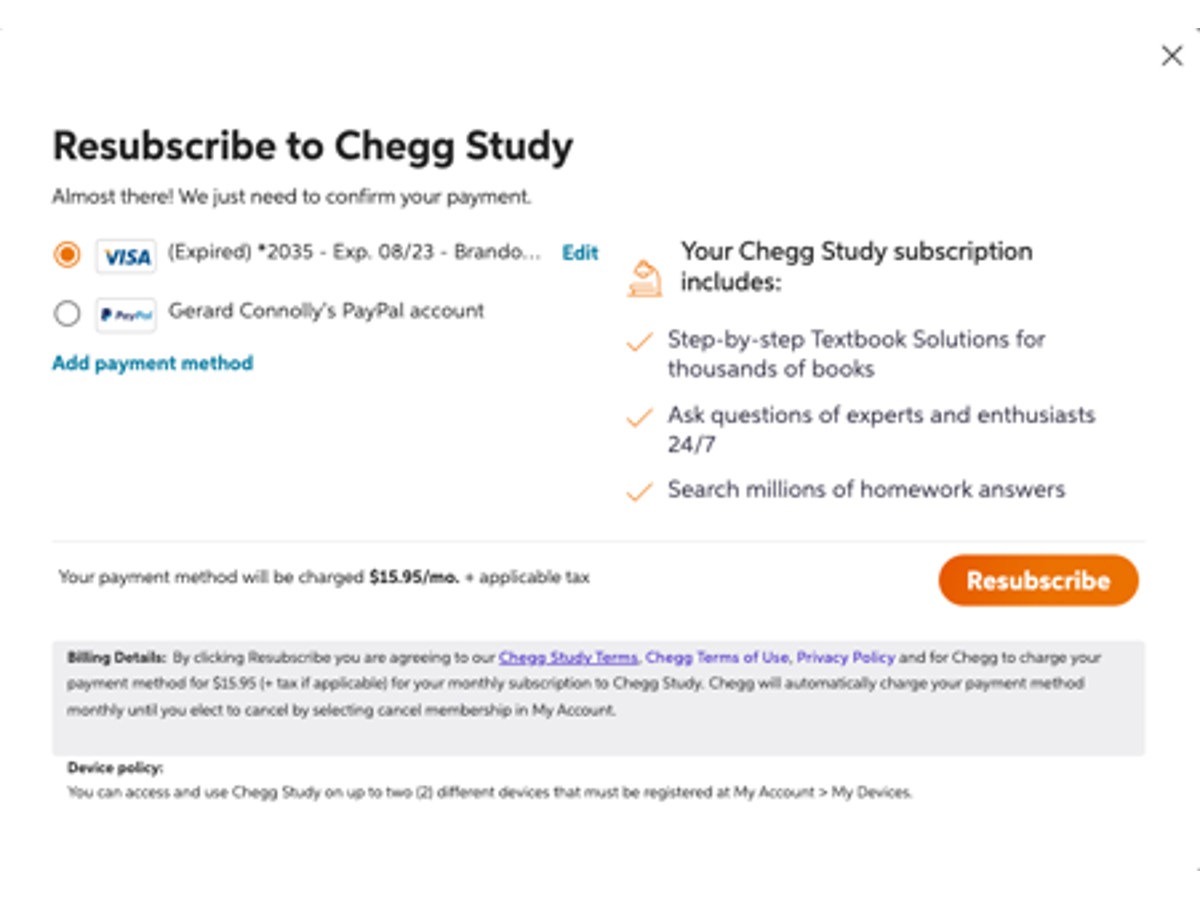 Resubscribe to Chegg Study
Almost there! We just need to confirm your payment.
VISA (Expired) *2035 - Exp. 08/23 - Brando... Edit
PayPal Gerard Connolly's PayPal account
Add payment method
Your Chegg Study subscription
includes:
Step-by-step Textbook Solutions for
thousands of books
Ask questions of experts and enthusiasts
24/7
Search millions of homework answers
Your payment method will be charged $15.95/mo. + applicable tax
Resubscribe
Billing Details: By clicking Resubscribe you are agreeing to our Chegg Study Terms, Chegg Terms of Use, Privacy Policy and for Chegg to charge your
payment method for $15.95 (+ tax if applicable) for your monthly subscription to Chegg Study. Chegg will automatically charge your payment method
monthly until you elect to cancel by selecting cancel membership in My Account.
Device policy:
You can access and use Chegg Study on up to two (2) different devices that must be registered at My Account > My Devices.